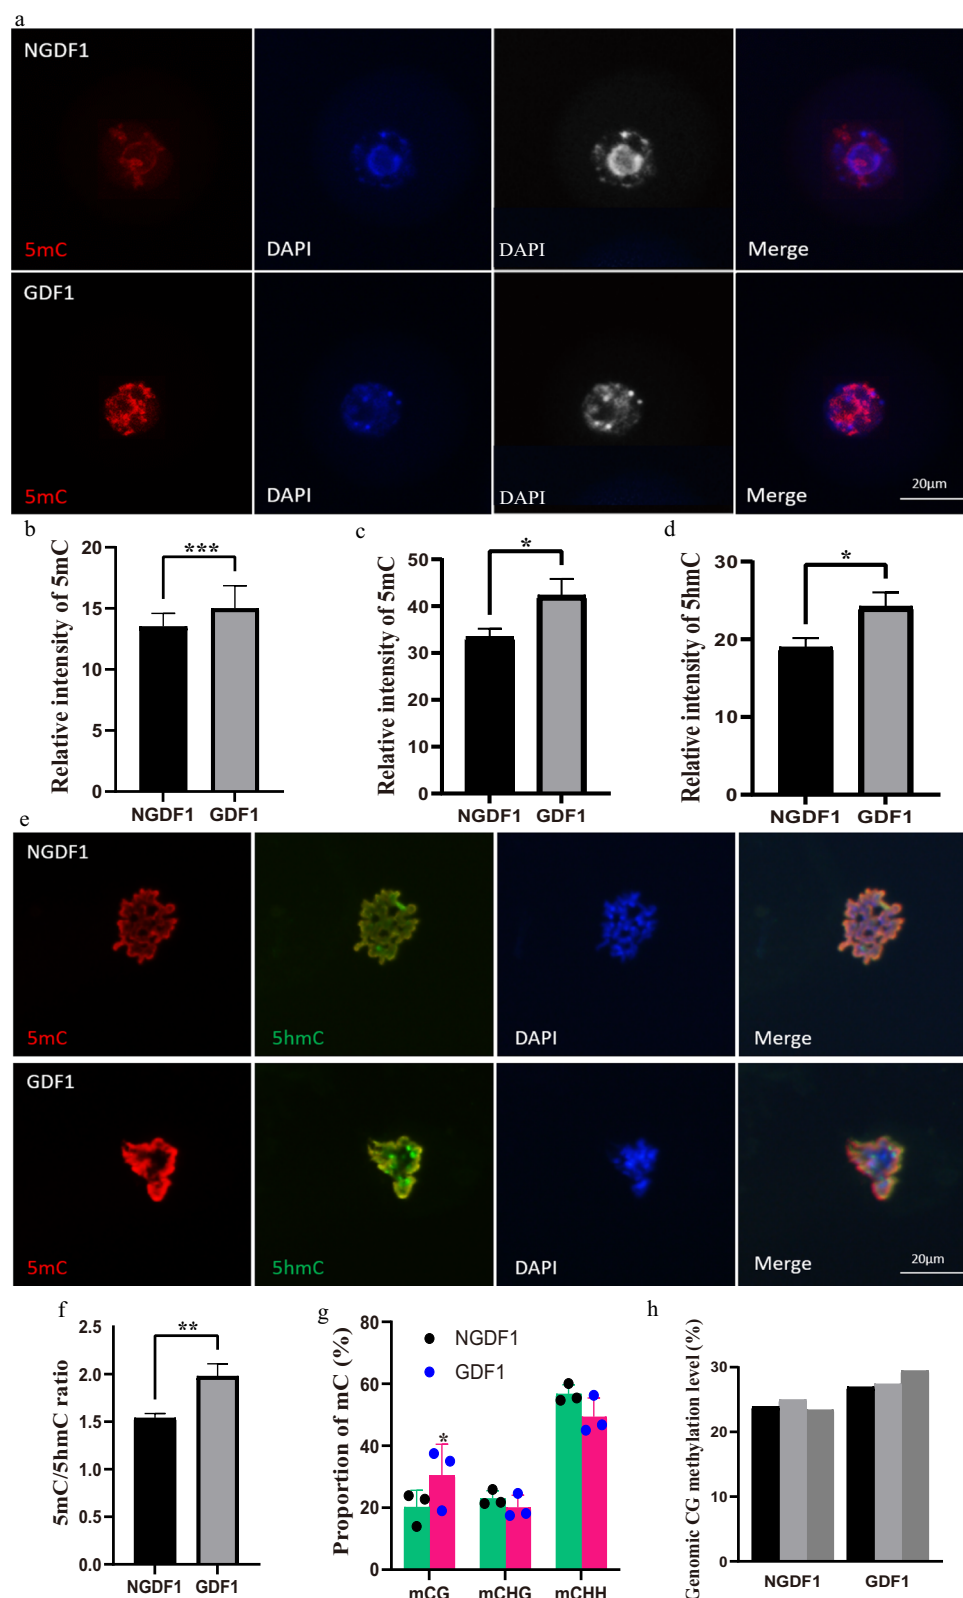 a
NGDF1
5mC
DAPI
DAPI
Merge
GDF1
5mC
DAPI
DAPI
Merge
20μm
b
Relative intensity of 5mC
20
15
10
5
0
***
NGDF1
GDF1
c
Relative intensity of 5mC
50
40
30
20
10
0
*
NGDF1
GDF1
d
Relative intensity of 5hmC
30
20
10
0
*
NGDF1
GDF1
e
NGDF1
5mC
5hmC
DAPI
Merge
GDF1
5mC
5hmC
DAPI
Merge
20μm
f
5mC/5hmC ratio
2.5
2.0
1.5
1.0
0.5
0.0
**
NGDF1
GDF1
g
Proportion of mC (%)
80
60
40
20
0
NGDF1
GDF1
*
mCG
mCHG
mCHH
h
Genomic CG methylation level (%)
30
20
10
0
NGDF1
GDF1